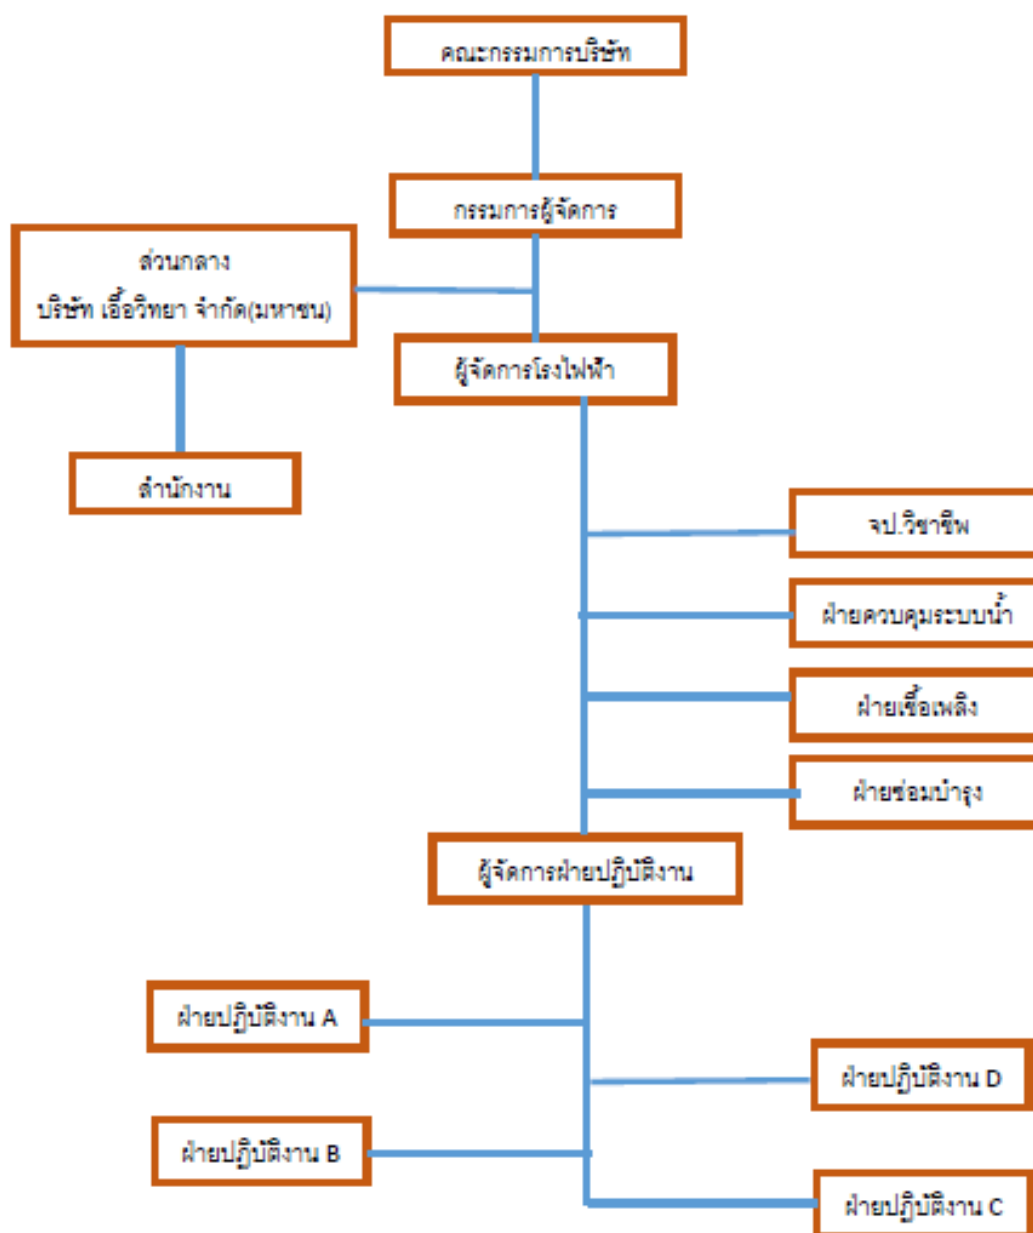 คณะกรรมการบริษัท
กรรมการผู้จัดการ
ส่วนกลาง
บริษัท เอื้อวิทยา จำกัด(มหาชน)
ผู้จัดการโรงไฟฟ้า
สำนักงาน
จป.วิชาชีพ
ฝ่ายควบคุมระบบน้ำ
ฝ่ายเชื้อเพลิง
ฝ่ายซ่อมบำรุง
ผู้จัดการฝ่ายปฏิบัติงาน
ฝ่ายปฏิบัติงาน A
ฝ่ายปฏิบัติงาน D
ฝ่ายปฏิบัติงาน B
ฝ่ายปฏิบัติงาน C